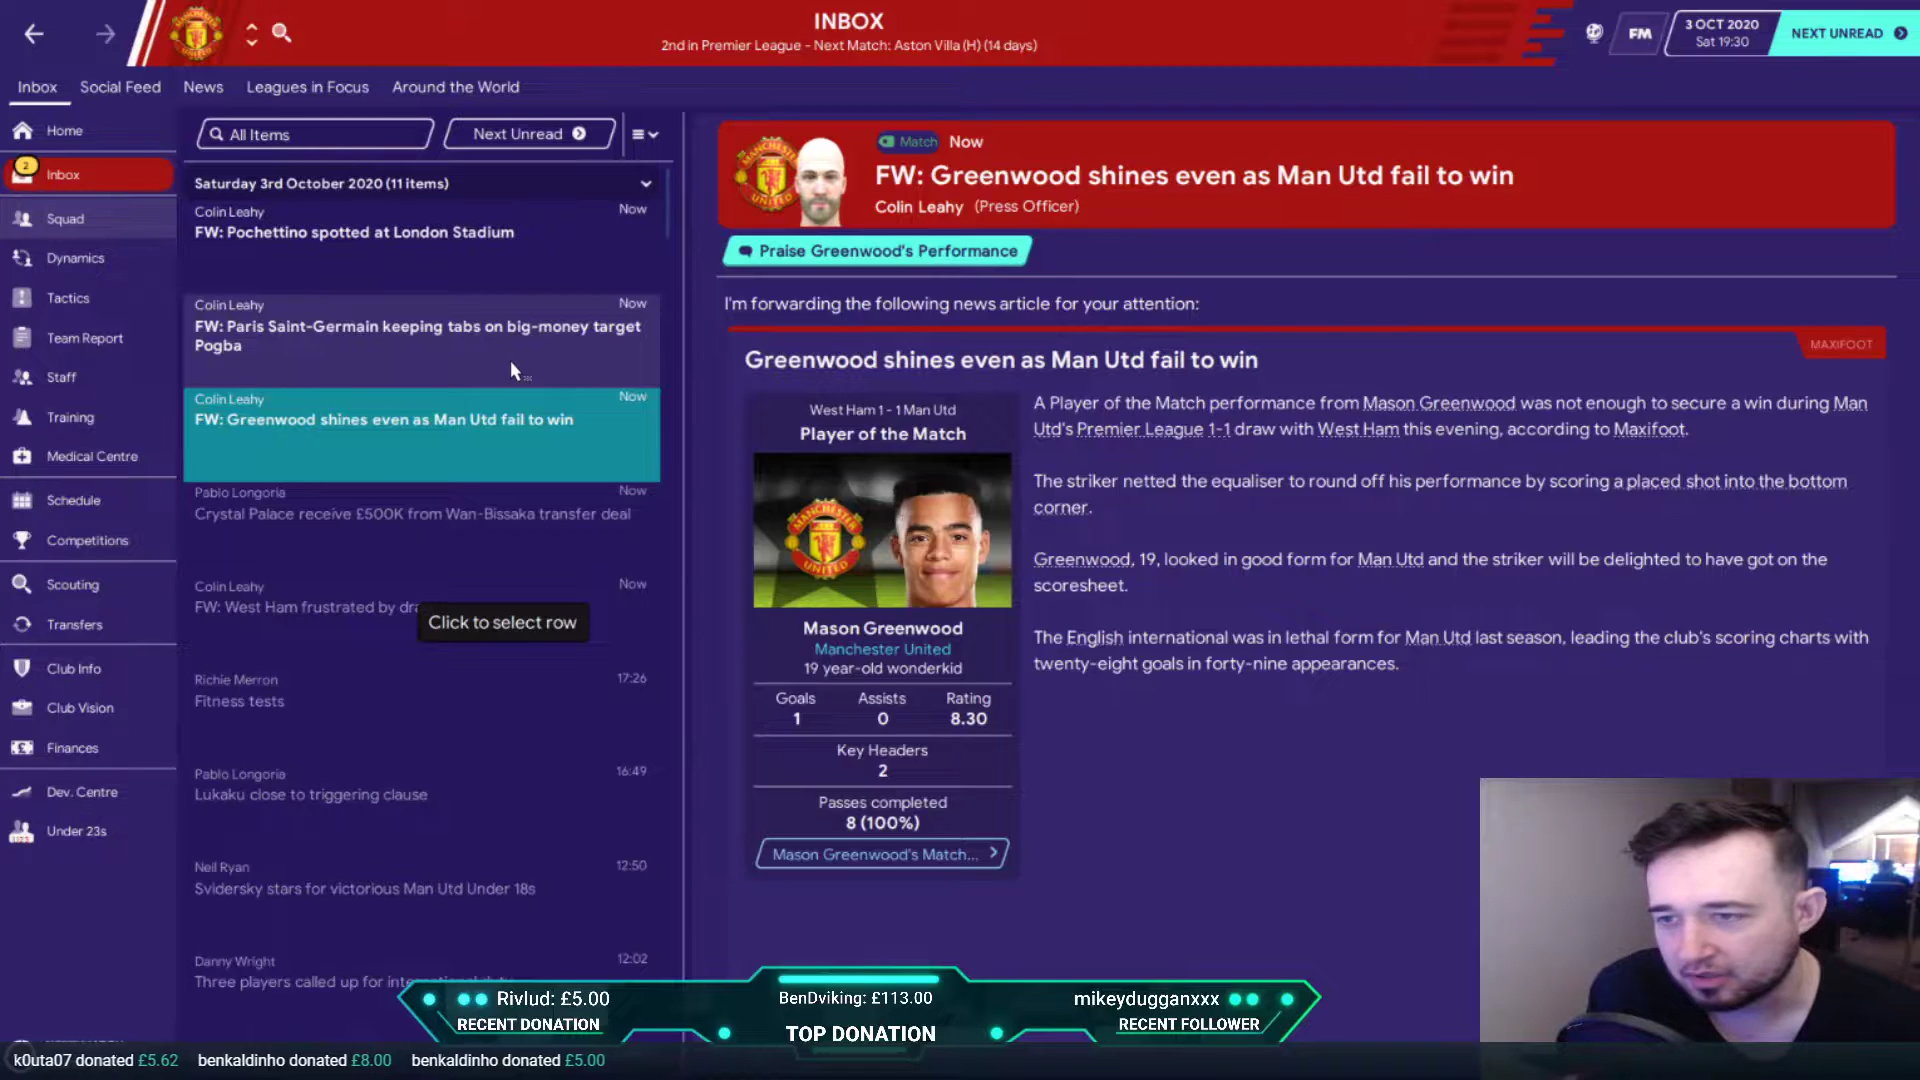 INBOX
2nd in Premier League - Next Match: Aston Villa (H) (14 days)
FM
3 OCT 2020
Sat 19:30
NEXT UNREAD
Inbox
Social Feed
News
Leagues in Focus
Around the World
Home
2
Inbox
Squad
Dynamics
Tactics
Team Report
Staff
Training
Medical Centre
Schedule
Competitions
Scouting
Transfers
Club Info
Club Vision
Finances
Dev. Centre
Under 23s
All Items
Next Unread
Saturday 3rd October 2020 (11 items)
Colin Leahy
Now
FW: Pochettino spotted at London Stadium
Colin Leahy
Now
FW: Paris Saint-Germain keeping tabs on big-money target
Pogba
Colin Leahy
Now
FW: Greenwood shines even as Man Utd fail to win
Pablo Longoria
Now
Crystal Palace receive £500K from Wan-Bissaka transfer deal
Colin Leahy
Now
FW: West Ham frustrated by
Click to select row
Richie Merron
17:26
Fitness tests
Pablo Longoria
16:49
Lukaku close to triggering clause
Neil Ryan
12:50
Svidersky stars for victorious Man Utd Under 18s
Danny Wright
12:02
Three players called up for
Match
Now
FW: Greenwood shines even as Man Utd fail to win
Colin Leahy (Press Officer)
Praise Greenwood's Performance
I'm forwarding the following news article for your attention:
MAXIFOOT
Greenwood shines even as Man Utd fail to win
West Ham 1 - 1 Man Utd
Player of the Match
MANCHESTER
UNITED
Mason Greenwood
Manchester United
19 year-old wonderkid
Goals
Assists
Rating
1
0
8.30
Key Headers
2
Passes completed
8 (100%)
Mason Greenwood's Match...
A Player of the Match performance from Mason Greenwood was not enough to secure a win during Man
Utd's Premier League 1-1 draw with West Ham this evening, according to Maxifoot.
The striker netted the equaliser to round off his performance by scoring a placed shot into the bottom
corner.
Greenwood, 19, looked in good form for Man Utd and the striker will be delighted to have got on the
scoresheet.
The English international was in lethal form for Man Utd last season, leading the club's scoring charts with
twenty-eight goals in forty-nine appearances.
Rivlud: £5.00
RECENT DONATION
BenDviking: £113.00
TOP DONATION
mikeydugganxxx
RECENT FOLLOWER
k0uta07 donated £5.62
benkaldinho donated £8.00
benkaldinho donated £5.00